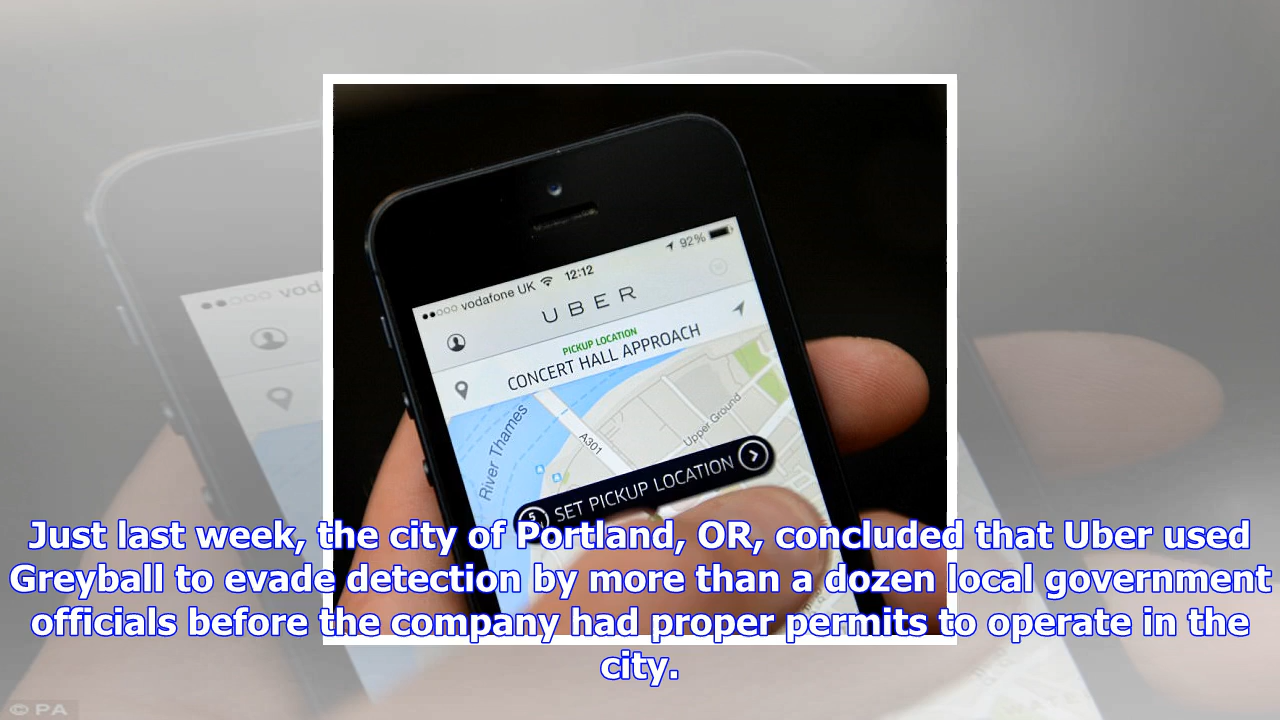 vodafone UK 12:12 92%
UBER
PICKUP LOCATION
CONCERT HALL APPROACH
River Thames
A301
Upper Ground
5
SET PICKUP LOCATION
vod
Just last week, the city of Portland, OR, concluded that Uber used
Greyball to evade detection by more than a dozen local government
officials before the company had proper permits to operate in the
city.
© PA